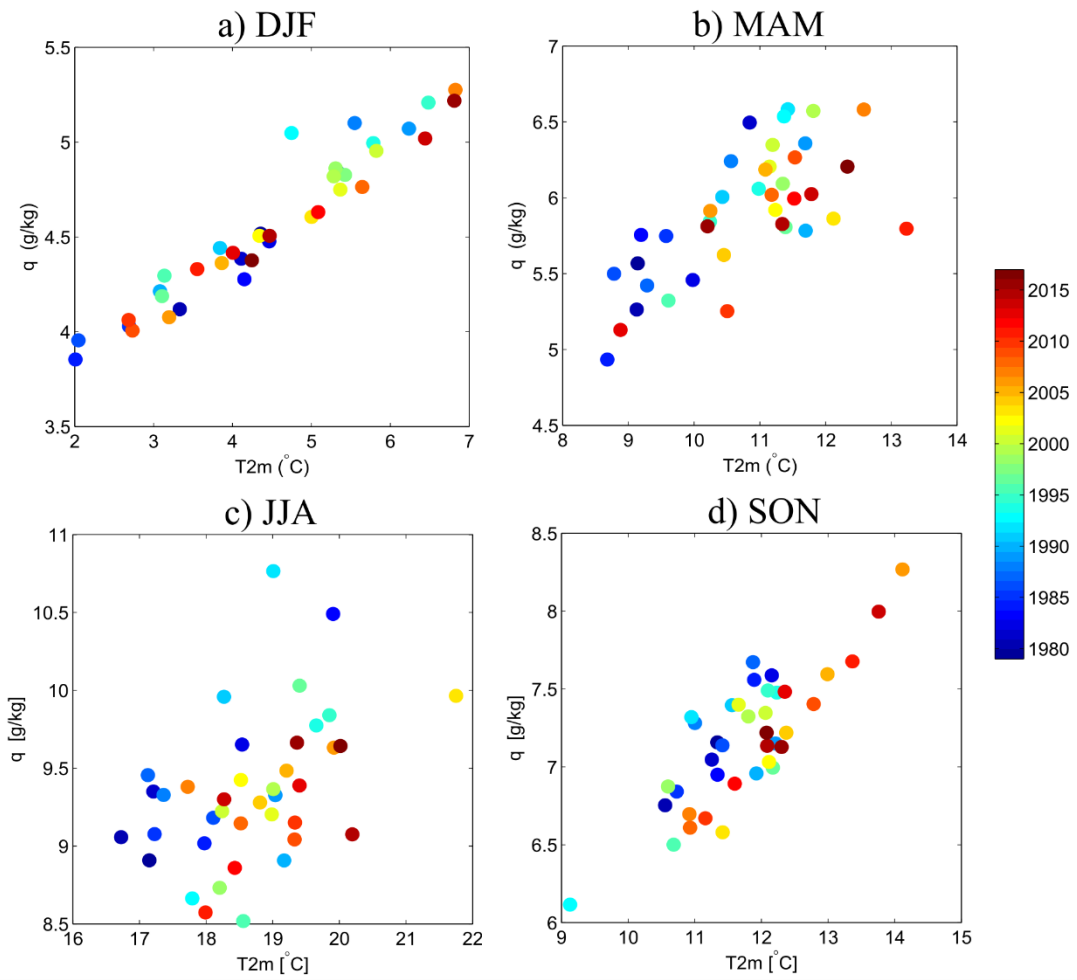 a) DJF
5.5
5
4.5
4
3.5
q (g/kg)
2 3 4 5 6 7
T2m (°C)
b) MAM
7
6.5
6
5.5
5
4.5
q (g/kg)
8 9 10 11 12 13 14
T2m (°C)
c) JJA
11
10.5
10
9.5
9
8.5
q [g/kg]
16 17 18 19 20 21 22
T2m [°C]
d) SON
8.5
8
7.5
7
6.5
6
q [g/kg]
9 10 11 12 13 14 15
T2m [°C]
2015
2010
2005
2000
1995
1990
1985
1980